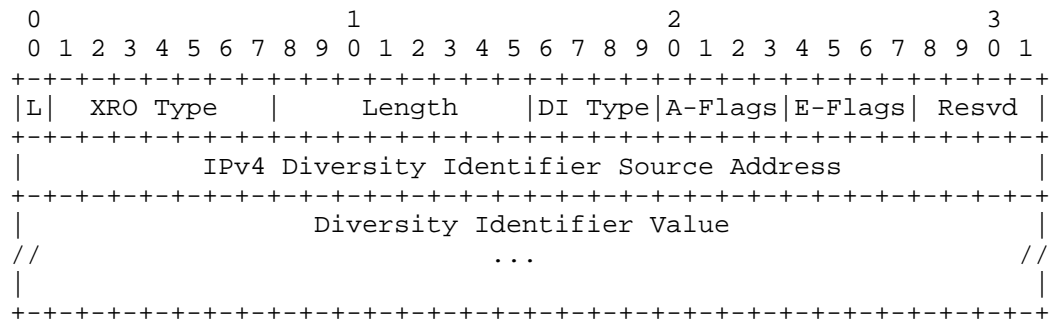 0                   1                   2                   3
 0 1 2 3 4 5 6 7 8 9 0 1 2 3 4 5 6 7 8 9 0 1 2 3 4 5 6 7 8 9 0 1
+-+-+-+-+-+-+-+-+-+-+-+-+-+-+-+-+-+-+-+-+-+-+-+-+-+-+-+-+-+-+-+-+
|L|  XRO Type   |     Length    |DI Type|A-Flags|E-Flags| Resvd |
+-+-+-+-+-+-+-+-+-+-+-+-+-+-+-+-+-+-+-+-+-+-+-+-+-+-+-+-+-+-+-+-+
|           IPv4 Diversity Identifier Source Address            |
+-+-+-+-+-+-+-+-+-+-+-+-+-+-+-+-+-+-+-+-+-+-+-+-+-+-+-+-+-+-+-+-+
|                  Diversity Identifier Value                   |
//                            ...                              //
|                                                               |
+-+-+-+-+-+-+-+-+-+-+-+-+-+-+-+-+-+-+-+-+-+-+-+-+-+-+-+-+-+-+-+-+